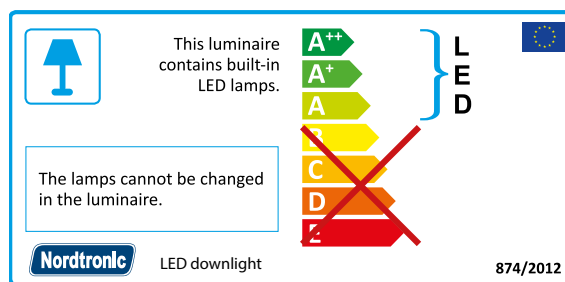 This luminaire
contains built-in
LED lamps.
A++
A+
A
B
C
D
E
L
E
D
The lamps cannot be changed
in the luminaire.
Nordtronic
LED downlight
874/2012